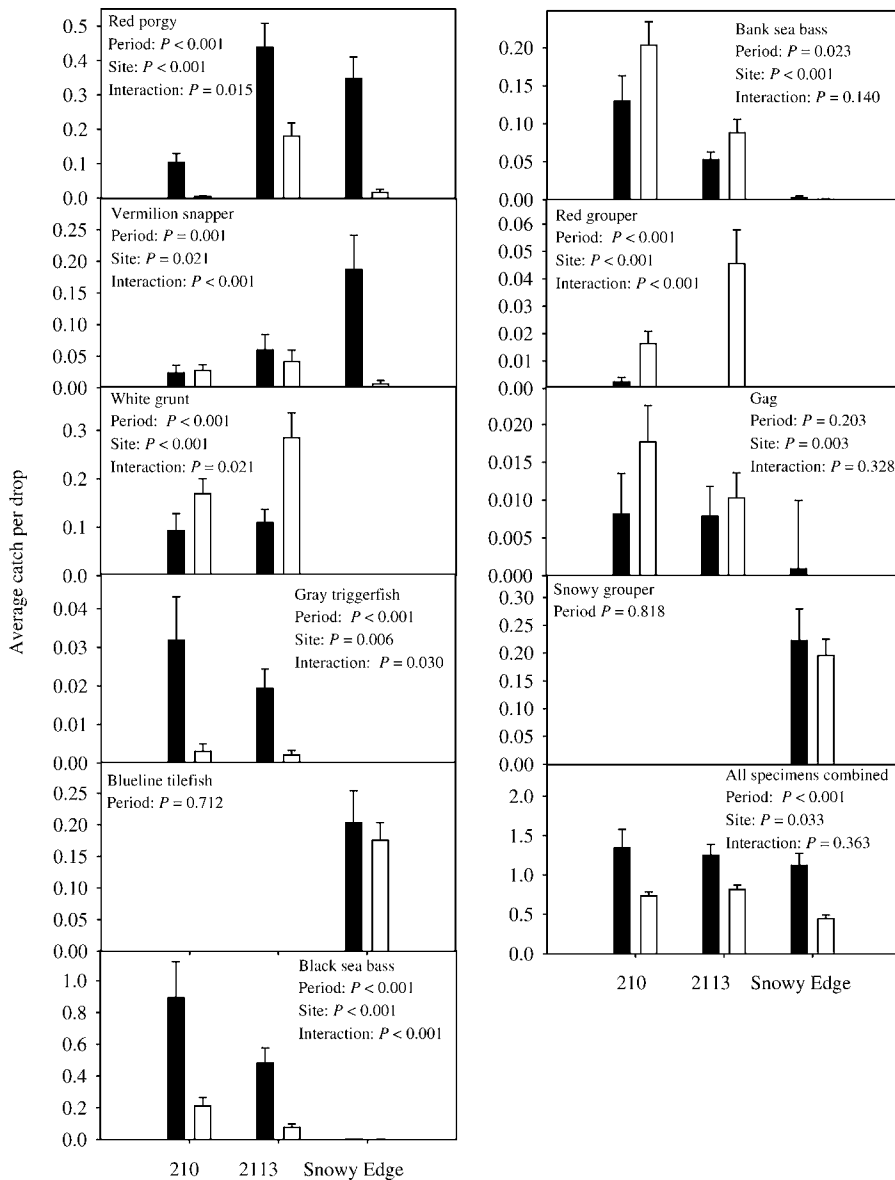 Average catch per drop
Red porgy
Period: P < 0.001
Site: P < 0.001
Interaction: P = 0.015
0.5
0.4
0.3
0.2
0.1
0.0
Vermilion snapper
Period: P = 0.001
Site: P = 0.021
Interaction: P < 0.001
0.25
0.20
0.15
0.10
0.05
0.00
White grunt
Period: P < 0.001
Site: P < 0.001
Interaction: P = 0.021
0.3
0.2
0.1
0.0
Gray triggerfish
Period: P < 0.001
Site: P = 0.006
Interaction: P = 0.030
0.04
0.03
0.02
0.01
0.00
Blueline tilefish
Period: P = 0.712
0.25
0.20
0.15
0.10
0.05
0.00
Black sea bass
Period: P < 0.001
Site: P < 0.001
Interaction: P < 0.001
1.0
0.8
0.6
0.4
0.2
0.0
210 2113 Snowy Edge
Bank sea bass
Period: P = 0.023
Site: P < 0.001
Interaction: P = 0.140
0.20
0.15
0.10
0.05
0.00
Red grouper
Period: P < 0.001
Site: P < 0.001
Interaction: P < 0.001
0.06
0.05
0.04
0.03
0.02
0.01
0.00
Gag
Period: P = 0.203
Site: P = 0.003
Interaction: P = 0.328
0.020
0.015
0.010
0.005
0.000
Snowy grouper
Period P = 0.818
0.30
0.25
0.20
0.15
0.10
0.05
0.00
All specimens combined
Period: P < 0.001
Site: P = 0.033
Interaction: P = 0.363
2.0
1.5
1.0
0.5
0.0
210 2113 Snowy Edge